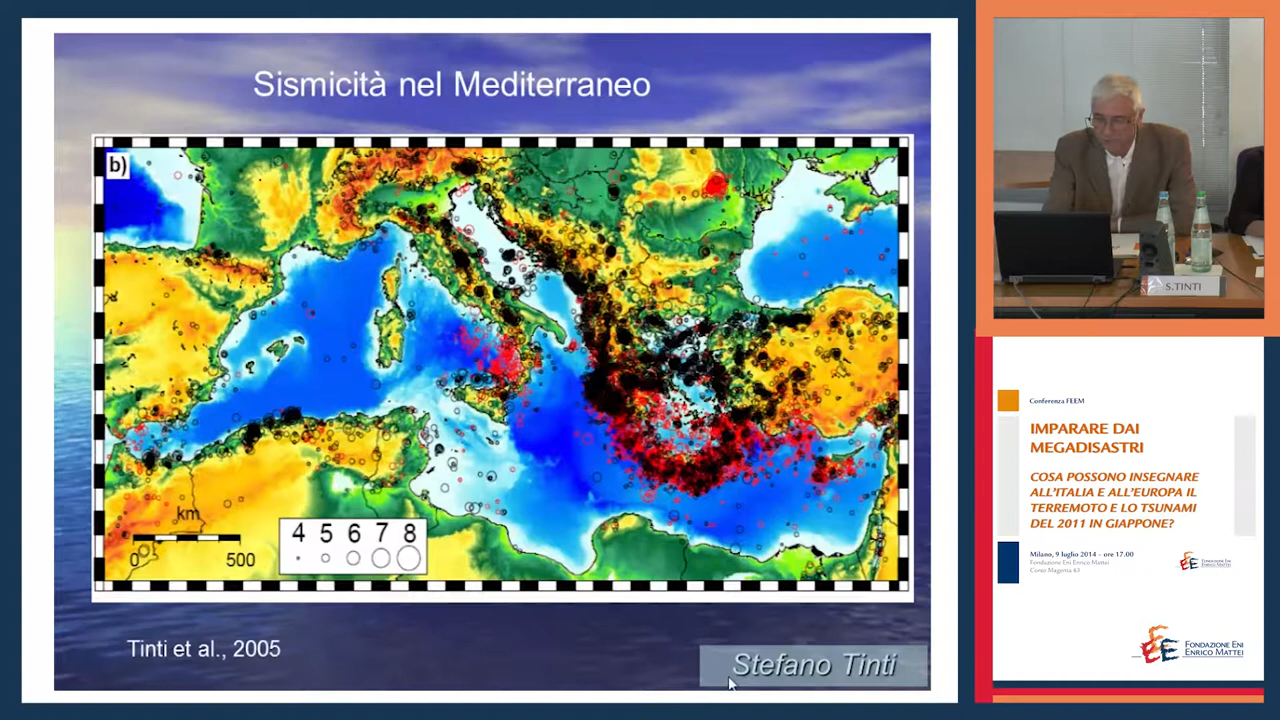 Sismicità nel Mediterraneo
b)
km
0 500
4 5 6 7 8
Tinti et al., 2005
Stefano Tinti
S.TINTI
Conferenza FEEM
IMPARARE DAI
MEGADISASTRI
COSA POSSONO INSEGNARE
ALL'ITALIA E ALL'EUROPA IL
TERREMOTO E LO TSUNAMI
DEL 2011 IN GIAPPONE?
Milano, 9 luglio 2014 – ore 17.00
Fondazione Eni Enrico Mattei
Corso Magenta 63
FONDAZIONE ENI
ENRICO MATTEI
FONDAZIONE ENI
ENRICO MATTEI